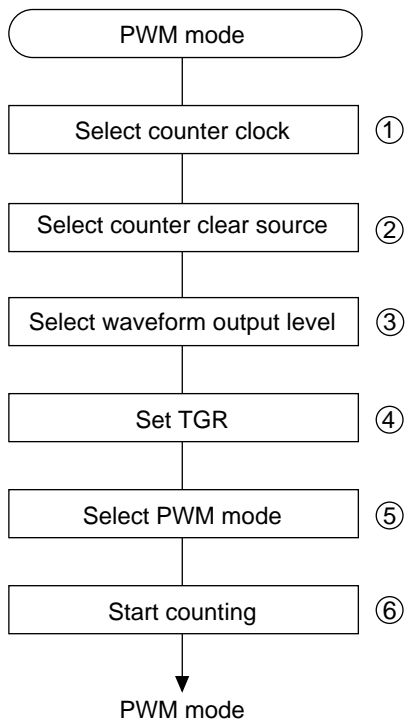 PWM mode
Select counter clock ①
Select counter clear source ②
Select waveform output level ③
Set TGR ④
Select PWM mode ⑤
Start counting ⑥
PWM mode